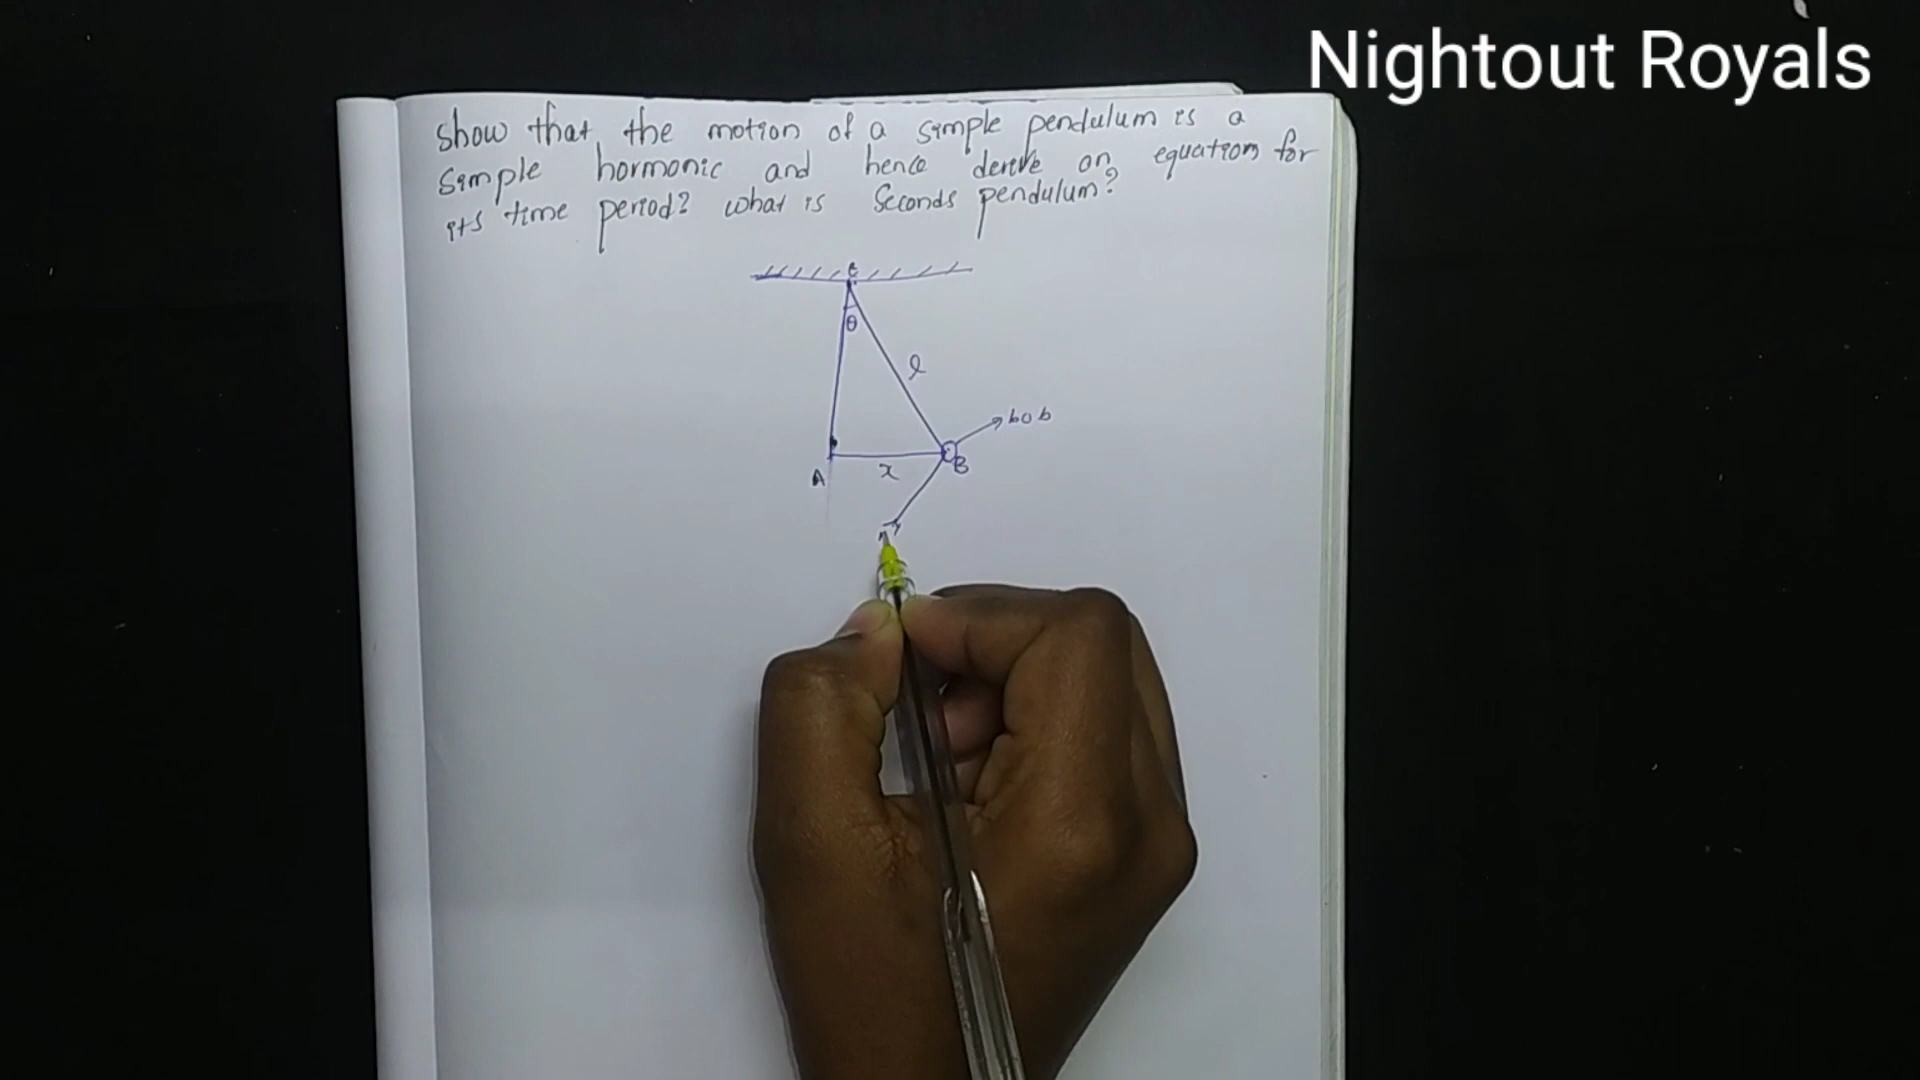 Nightout Royals
show that the motion of a simple pendulum is a
simple hormonic and hence derive an equation for
its time period? what is Seconds pendulum?
θ
l
bob
A
x
B